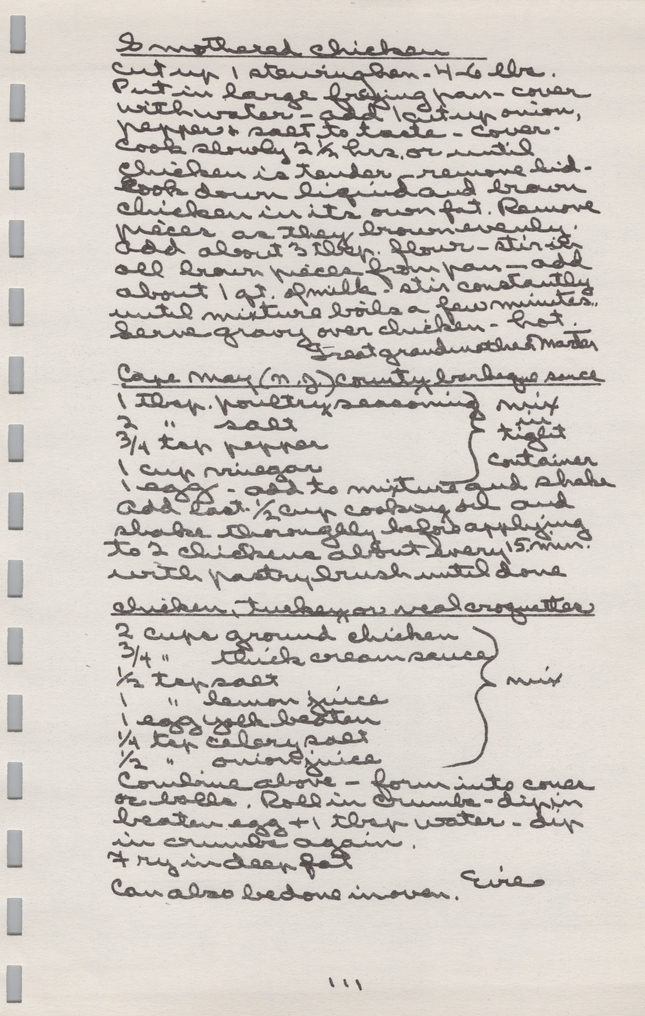 Smothered chicken
Cut up 1 stewing hen - 4-6 lbs.
Put in large frying pan - cover
with water - add 1 cut up onion,
pepper & salt to taste - cover.
Cook slowly 2 1/2 hrs. or until
chicken is tender - remove lid -
Cook down liquid and brown
chicken in its own fat. Remove
pieces as they brown evenly.
Add about 3 tbsp. flour - stir in
all brown pieces from pan - add
about 1 qt. of milk - stir constantly
until mixture boils a few minutes.
Serve gravy over chicken - hot.
Great grandmother
Cape May (N.J.) County barbeque sauce
1 tbsp. poultry seasoning } mix
2 " salt in
3/4 tsp pepper tight
1 cup vinegar container
1 egg - add to mixture and shake
Add last 1/2 cup cooking oil and
shake thoroughly before applying
to 2 chickens about every 15 min.
with pastry brush until done
Chicken, turkey or veal croquettes
2 cups ground chicken
3/4 " thick cream sauce
1/2 tsp salt } mix
1 " lemon juice
1 egg yolk beaten
1/4 tsp celery salt
1/2 " onion juice
Combine above - form into cones
or balls. Roll in crumbs - dip in
beaten egg + 1 tbsp water - dip
in crumbs again.
Fry in deep fat
Can also be done in oven.
111